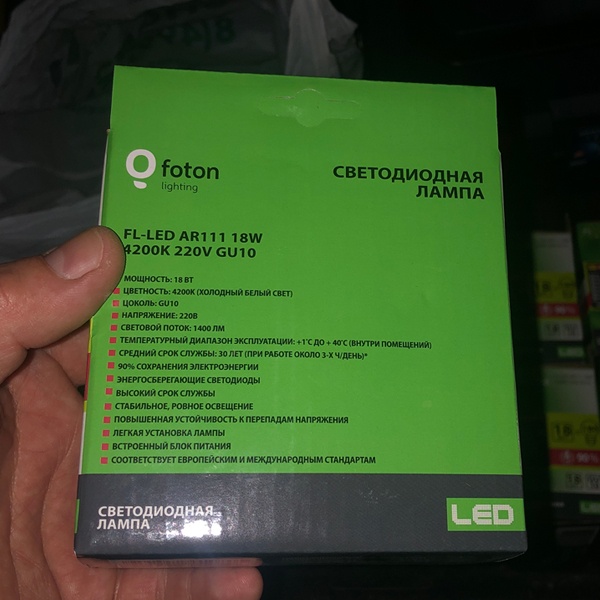 foton
lighting
СВЕТОДИОДНАЯ
ЛАМПА
FL-LED AR111 18W
4200K 220V GU10
МОЩНОСТЬ: 18 ВТ
ЦВЕТНОСТЬ: 4200К (ХОЛОДНЫЙ БЕЛЫЙ СВЕТ)
ЦОКОЛЬ: GU10
НАПРЯЖЕНИЕ: 220В
СВЕТОВОЙ ПОТОК: 1400 ЛМ
ТЕМПЕРАТУРНЫЙ ДИАПАЗОН ЭКСПЛУАТАЦИИ: +1˚С ДО + 40˚С (ВНУТРИ ПОМЕЩЕНИЙ)
СРЕДНИЙ СРОК СЛУЖБЫ: 30 ЛЕТ (ПРИ РАБОТЕ ОКОЛО 3-Х Ч/ДЕНЬ)*
90% СОХРАНЕНИЯ ЭЛЕКТРОЭНЕРГИИ
ЭНЕРГОСБЕРЕГАЮЩИЕ СВЕТОДИОДЫ
ВЫСОКИЙ СРОК СЛУЖБЫ
СТАБИЛЬНОЕ, РОВНОЕ ОСВЕЩЕНИЕ
ПОВЫШЕННАЯ УСТОЙЧИВОСТЬ К ПЕРЕПАДАМ НАПРЯЖЕНИЯ
ЛЕГКАЯ УСТАНОВКА ЛАМПЫ
ВСТРОЕННЫЙ БЛОК ПИТАНИЯ
СООТВЕТСТВУЕТ ЕВРОПЕЙСКИМ И МЕЖДУНАРОДНЫМ СТАНДАРТАМ
СВЕТОДИОДНАЯ
ЛАМПА
LED